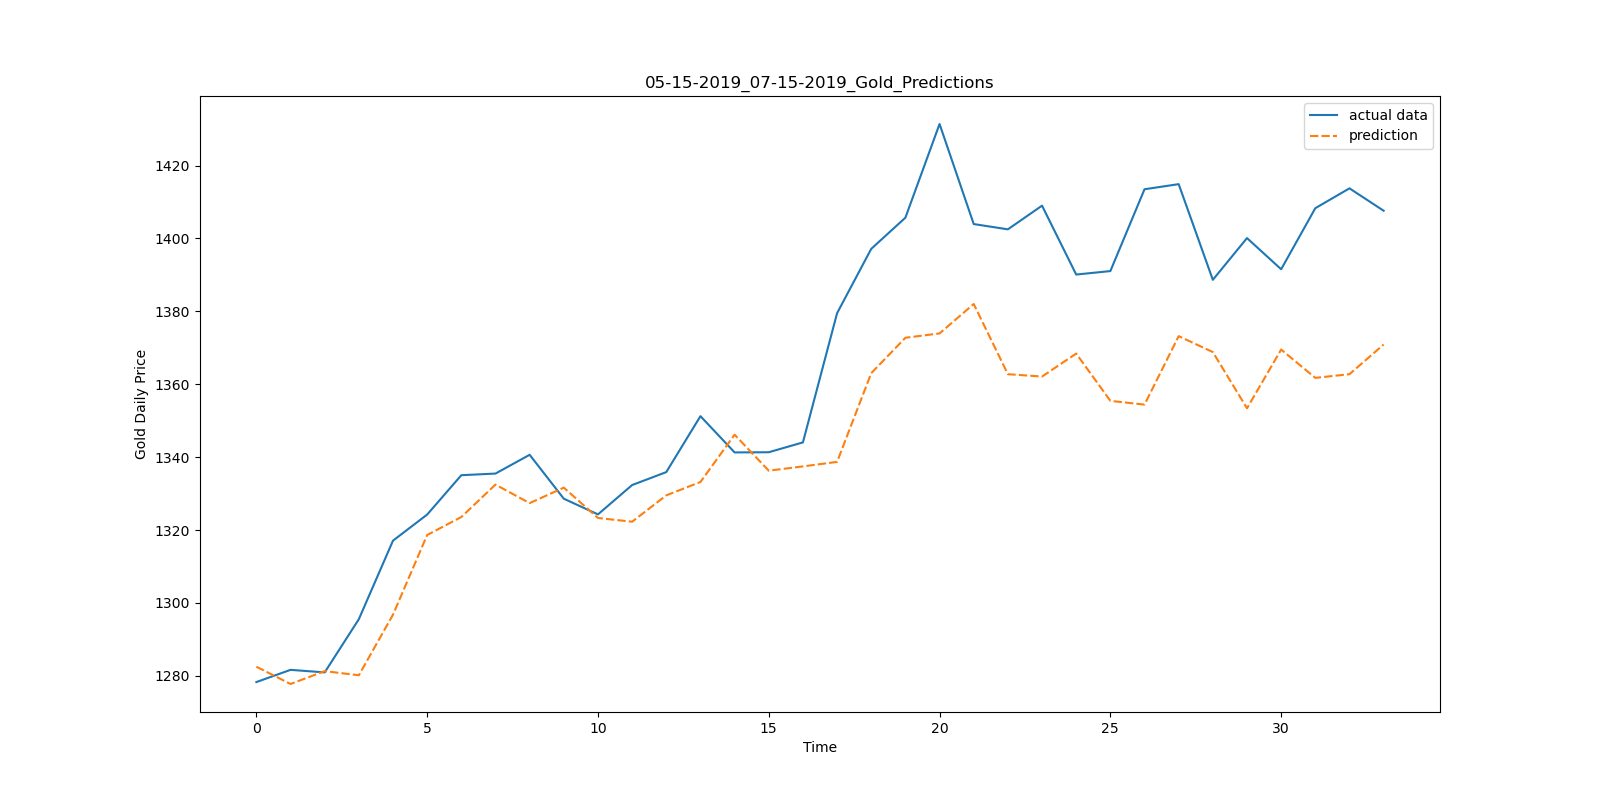 05-15-2019_07-15-2019_Gold_Predictions
actual data
prediction
Gold Daily Price
1420
1400
1380
1360
1340
1320
1300
1280
0 5 10 15 20 25 30
Time